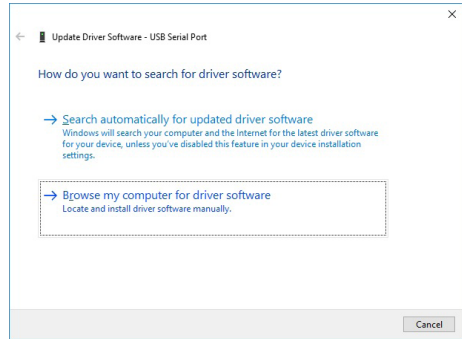 Update Driver Software - USB Serial Port
How do you want to search for driver software?
Search automatically for updated driver software
Windows will search your computer and the Internet for the latest driver software
for your device, unless you've disabled this feature in your device installation
settings.
Browse my computer for driver software
Locate and install driver software manually.
Cancel